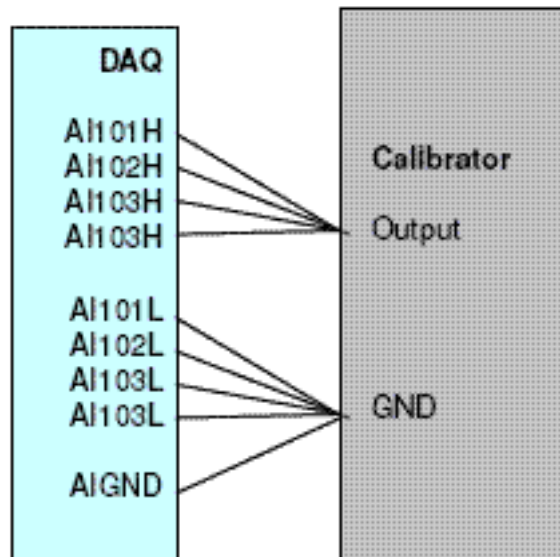 DAQ
AI101H
AI102H
AI103H
AI103H
AI101L
AI102L
AI103L
AI103L
AIGND
Calibrator
Output
GND